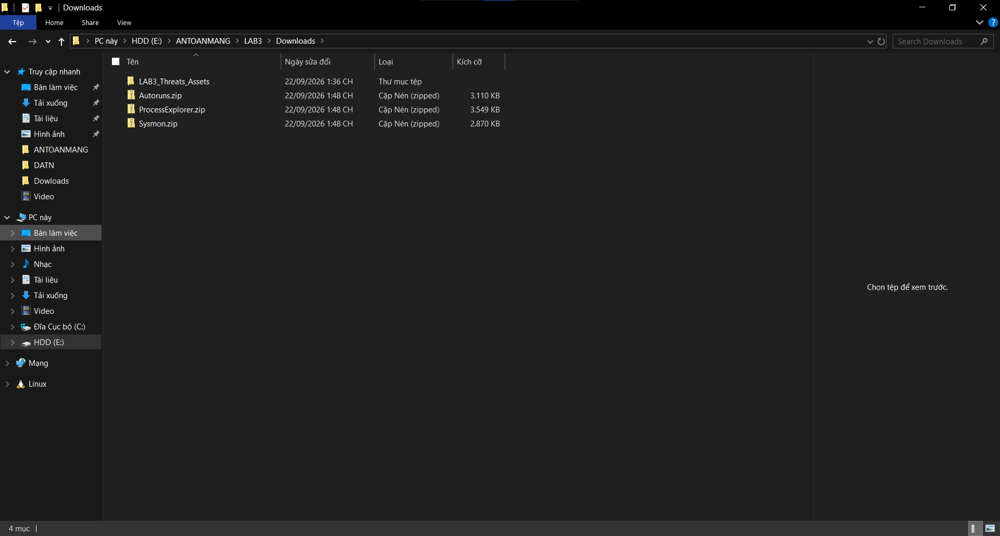 Downloads
Tệp Home Share View
PC này HDD (E:) ANTOANMANG LAB3 Downloads
Search Downloads
Tên Ngày sửa đổi Loại Kích cỡ
LAB3_Threats_Assets 22/09/2026 1:36 CH Thư mục tệp
Autoruns.zip 22/09/2026 1:48 CH Cặp Nén (zipped) 3.110 KB
ProcessExplorer.zip 22/09/2026 1:48 CH Cặp Nén (zipped) 3.549 KB
Sysmon.zip 22/09/2026 1:48 CH Cặp Nén (zipped) 2.870 KB
Truy cập nhanh
Bàn làm việc
Tải xuống
Tài liệu
Hình ảnh
ANTOANMANG
DATN
Dowloads
Video
PC này
Bàn làm việc
Hình ảnh
Nhạc
Tài liệu
Tải xuống
Video
Đĩa Cục bộ (C:)
HDD (E:)
Mạng
Linux
Chọn tệp để xem trước.
4 mục